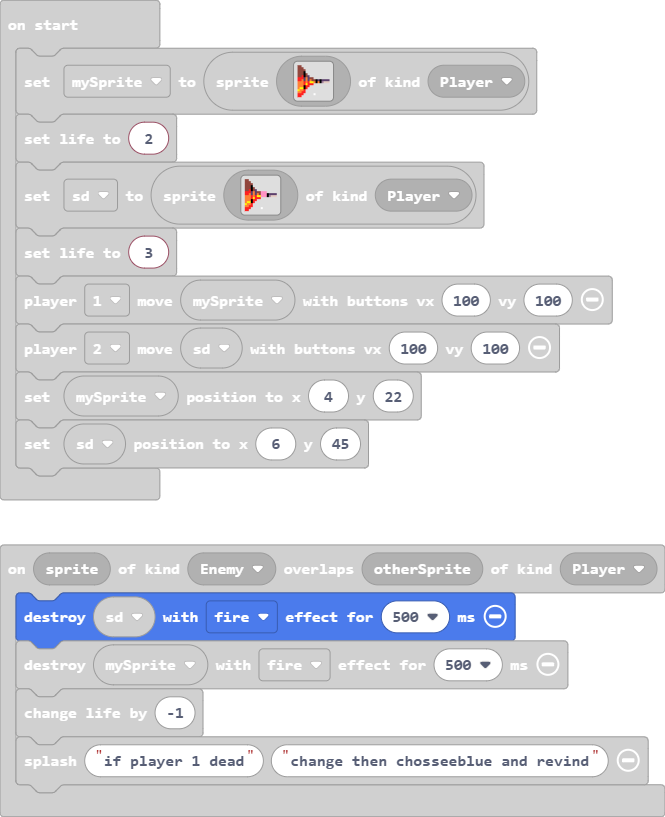 on start
set mySprite to sprite of kind Player
set life to 2
set sd to sprite of kind Player
set life to 3
player 1 move mySprite with buttons vx 100 vy 100
player 2 move sd with buttons vx 100 vy 100
set mySprite position to x 4 y 22
set sd position to x 6 y 45
on sprite of kind Enemy overlaps otherSprite of kind Player
destroy sd with fire effect for 500 ms
destroy mySprite with fire effect for 500 ms
change life by -1
splash "if player 1 dead" "change then chosseeblue and revind"